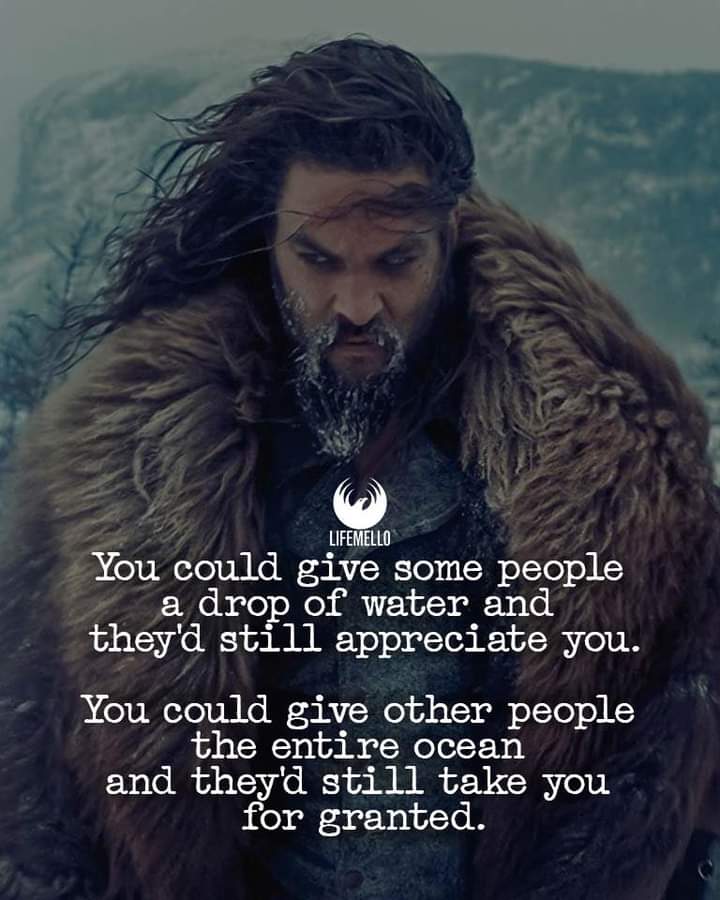 LIFEMELLO
You could give some people
a drop of water and
they'd still appreciate you.
You could give other people
the entire ocean
and they'd still take you
for granted.